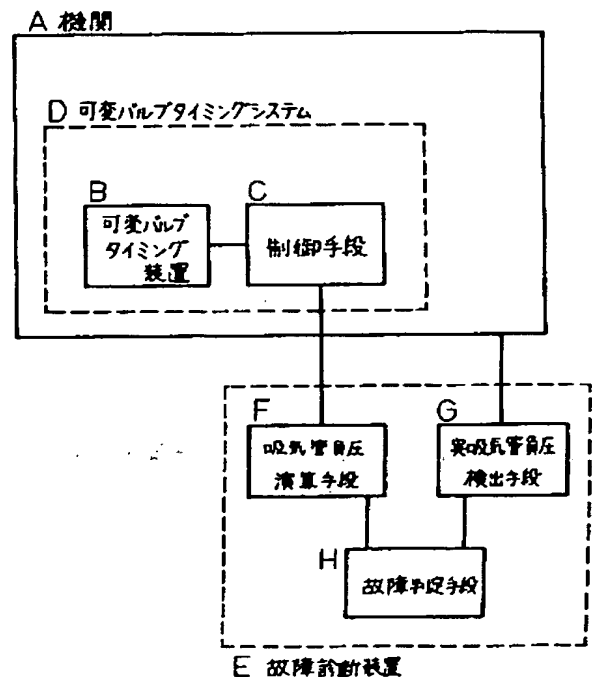 A 機関
D 可変バルブタイミングシステム
B
可変バルブ
タイミング
装置
C
制御手段
F
吸気管負圧
演算手段
G
実吸気管負圧
検出手段
H
故障判定手段
E 故障診断装置